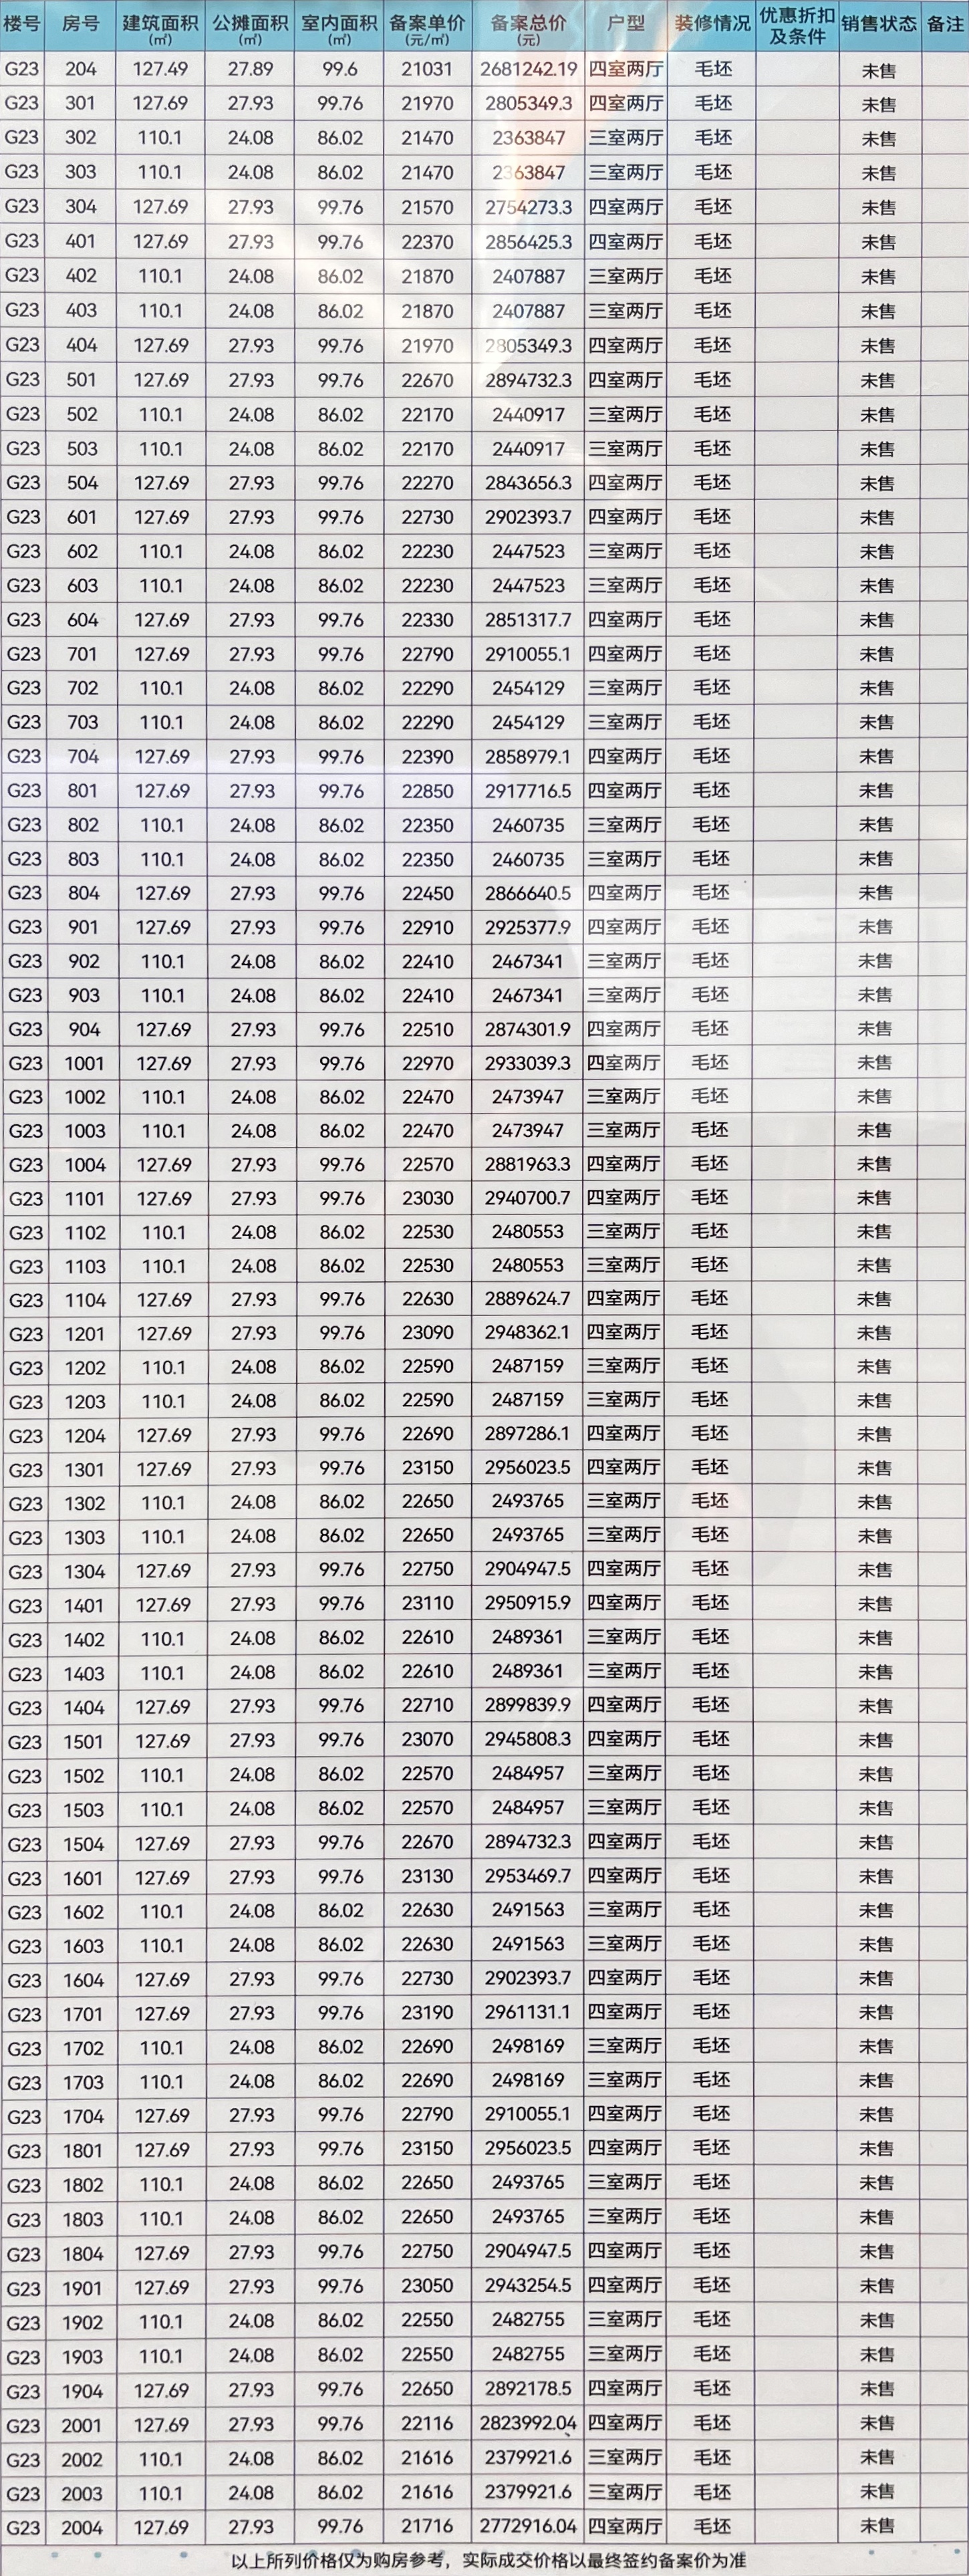 楼号 房号 建筑面积(㎡) 公摊面积(㎡) 室内面积(㎡) 备案单价(元/㎡) 备案总价(元) 户型 装修情况 优惠折扣及条件 销售状态 备注
G23 204 127.49 27.89 99.6 21031 2681242.19 四室两厅 毛坯 未售
G23 301 127.69 27.93 99.76 21970 2805349.3 四室两厅 毛坯 未售
G23 302 110.1 24.08 86.02 21470 2363847 三室两厅 毛坯 未售
G23 303 110.1 24.08 86.02 21470 2363847 三室两厅 毛坯 未售
G23 304 127.69 27.93 99.76 21570 2754273.3 四室两厅 毛坯 未售
G23 401 127.69 27.93 99.76 22370 2856425.3 四室两厅 毛坯 未售
G23 402 110.1 24.08 86.02 21870 2407887 三室两厅 毛坯 未售
G23 403 110.1 24.08 86.02 21870 2407887 三室两厅 毛坯 未售
G23 404 127.69 27.93 99.76 21970 2805349.3 四室两厅 毛坯 未售
G23 501 127.69 27.93 99.76 22670 2894732.3 四室两厅 毛坯 未售
G23 502 110.1 24.08 86.02 22170 2440917 三室两厅 毛坯 未售
G23 503 110.1 24.08 86.02 22170 2440917 三室两厅 毛坯 未售
G23 504 127.69 27.93 99.76 22270 2843656.3 四室两厅 毛坯 未售
G23 601 127.69 27.93 99.76 22730 2902393.7 四室两厅 毛坯 未售
G23 602 110.1 24.08 86.02 22230 2447523 三室两厅 毛坯 未售
G23 603 110.1 24.08 86.02 22230 2447523 三室两厅 毛坯 未售
G23 604 127.69 27.93 99.76 22330 2851317.7 四室两厅 毛坯 未售
G23 701 127.69 27.93 99.76 22790 2910055.1 四室两厅 毛坯 未售
G23 702 110.1 24.08 86.02 22290 2454129 三室两厅 毛坯 未售
G23 703 110.1 24.08 86.02 22290 2454129 三室两厅 毛坯 未售
G23 704 127.69 27.93 99.76 22390 2858979.1 四室两厅 毛坯 未售
G23 801 127.69 27.93 99.76 22850 2917716.5 四室两厅 毛坯 未售
G23 802 110.1 24.08 86.02 22350 2460735 三室两厅 毛坯 未售
G23 803 110.1 24.08 86.02 22350 2460735 三室两厅 毛坯 未售
G23 804 127.69 27.93 99.76 22450 2866640.5 四室两厅 毛坯 未售
G23 901 127.69 27.93 99.76 22910 2925377.9 四室两厅 毛坯 未售
G23 902 110.1 24.08 86.02 22410 2467341 三室两厅 毛坯 未售
G23 903 110.1 24.08 86.02 22410 2467341 三室两厅 毛坯 未售
G23 904 127.69 27.93 99.76 22510 2874301.9 四室两厅 毛坯 未售
G23 1001 127.69 27.93 99.76 22970 2933039.3 四室两厅 毛坯 未售
G23 1002 110.1 24.08 86.02 22470 2473947 三室两厅 毛坯 未售
G23 1003 110.1 24.08 86.02 22470 2473947 三室两厅 毛坯 未售
G23 1004 127.69 27.93 99.76 22570 2881963.3 四室两厅 毛坯 未售
G23 1101 127.69 27.93 99.76 23030 2940700.7 四室两厅 毛坯 未售
G23 1102 110.1 24.08 86.02 22530 2480553 三室两厅 毛坯 未售
G23 1103 110.1 24.08 86.02 22530 2480553 三室两厅 毛坯 未售
G23 1104 127.69 27.93 99.76 22630 2889624.7 四室两厅 毛坯 未售
G23 1201 127.69 27.93 99.76 23090 2948362.1 四室两厅 毛坯 未售
G23 1202 110.1 24.08 86.02 22590 2487159 三室两厅 毛坯 未售
G23 1203 110.1 24.08 86.02 22590 2487159 三室两厅 毛坯 未售
G23 1204 127.69 27.93 99.76 22690 2897286.1 四室两厅 毛坯 未售
G23 1301 127.69 27.93 99.76 23150 2956023.5 四室两厅 毛坯 未售
G23 1302 110.1 24.08 86.02 22650 2493765 三室两厅 毛坯 未售
G23 1303 110.1 24.08 86.02 22650 2493765 三室两厅 毛坯 未售
G23 1304 127.69 27.93 99.76 22750 2904947.5 四室两厅 毛坯 未售
G23 1401 127.69 27.93 99.76 23110 2950915.9 四室两厅 毛坯 未售
G23 1402 110.1 24.08 86.02 22610 2489361 三室两厅 毛坯 未售
G23 1403 110.1 24.08 86.02 22610 2489361 三室两厅 毛坯 未售
G23 1404 127.69 27.93 99.76 22710 2899839.9 四室两厅 毛坯 未售
G23 1501 127.69 27.93 99.76 23070 2945808.3 四室两厅 毛坯 未售
G23 1502 110.1 24.08 86.02 22570 2484957 三室两厅 毛坯 未售
G23 1503 110.1 24.08 86.02 22570 2484957 三室两厅 毛坯 未售
G23 1504 127.69 27.93 99.76 22670 2894732.3 四室两厅 毛坯 未售
G23 1601 127.69 27.93 99.76 23130 2953469.7 四室两厅 毛坯 未售
G23 1602 110.1 24.08 86.02 22630 2491563 三室两厅 毛坯 未售
G23 1603 110.1 24.08 86.02 22630 2491563 三室两厅 毛坯 未售
G23 1604 127.69 27.93 99.76 22730 2902393.7 四室两厅 毛坯 未售
G23 1701 127.69 27.93 99.76 23190 2961131.1 四室两厅 毛坯 未售
G23 1702 110.1 24.08 86.02 22690 2498169 三室两厅 毛坯 未售
G23 1703 110.1 24.08 86.02 22690 2498169 三室两厅 毛坯 未售
G23 1704 127.69 27.93 99.76 22790 2910055.1 四室两厅 毛坯 未售
G23 1801 127.69 27.93 99.76 23150 2956023.5 四室两厅 毛坯 未售
G23 1802 110.1 24.08 86.02 22650 2493765 三室两厅 毛坯 未售
G23 1803 110.1 24.08 86.02 22650 2493765 三室两厅 毛坯 未售
G23 1804 127.69 27.93 99.76 22750 2904947.5 四室两厅 毛坯 未售
G23 1901 127.69 27.93 99.76 23050 2943254.5 四室两厅 毛坯 未售
G23 1902 110.1 24.08 86.02 22550 2482755 三室两厅 毛坯 未售
G23 1903 110.1 24.08 86.02 22550 2482755 三室两厅 毛坯 未售
G23 1904 127.69 27.93 99.76 22650 2892178.5 四室两厅 毛坯 未售
G23 2001 127.69 27.93 99.76 22116 2823992.04 四室两厅 毛坯 未售
G23 2002 110.1 24.08 86.02 21616 2379921.6 三室两厅 毛坯 未售
G23 2003 110.1 24.08 86.02 21616 2379921.6 三室两厅 毛坯 未售
G23 2004 127.69 27.93 99.76 21716 2772916.04 四室两厅 毛坯 未售
以上所列价格仅为购房参考，实际成交价格以最终签约备案价为准